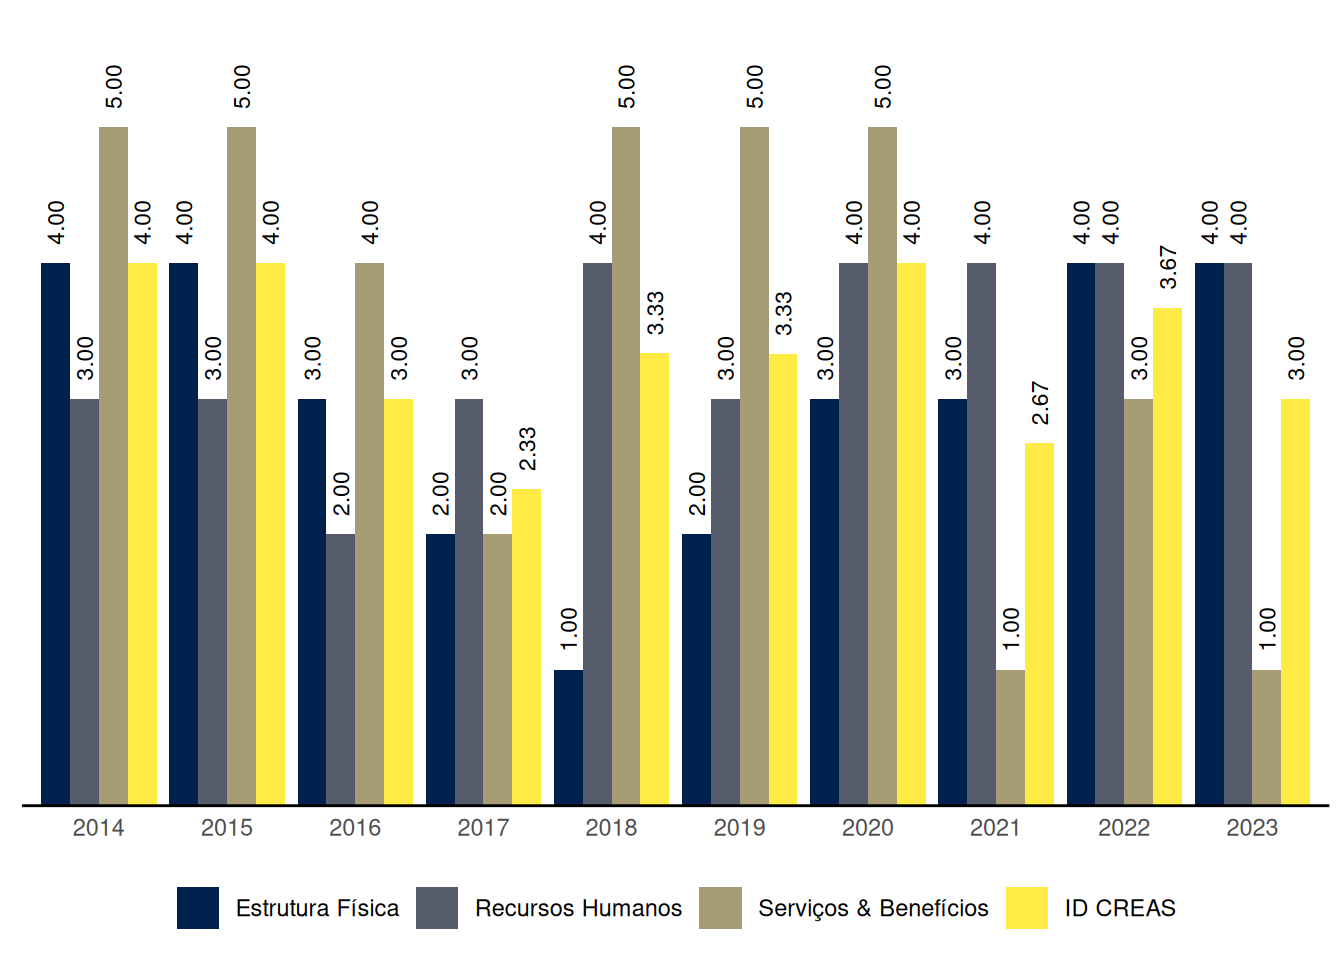 5.00 5.00 5.00 5.00 5.00
4.00 4.00 4.00 4.00 4.00 4.00 4.00 4.00 4.00 4.00 4.00 4.00 4.00
3.67
3.33 3.33
3.00 3.00 3.00 3.00 3.00 3.00 3.00 3.00 3.00 3.00
2.67
2.33
2.00 2.00 2.00 2.00
1.00 1.00 1.00
2014 2015 2016 2017 2018 2019 2020 2021 2022 2023
Estrutura Física Recursos Humanos Serviços & Benefícios ID CREAS